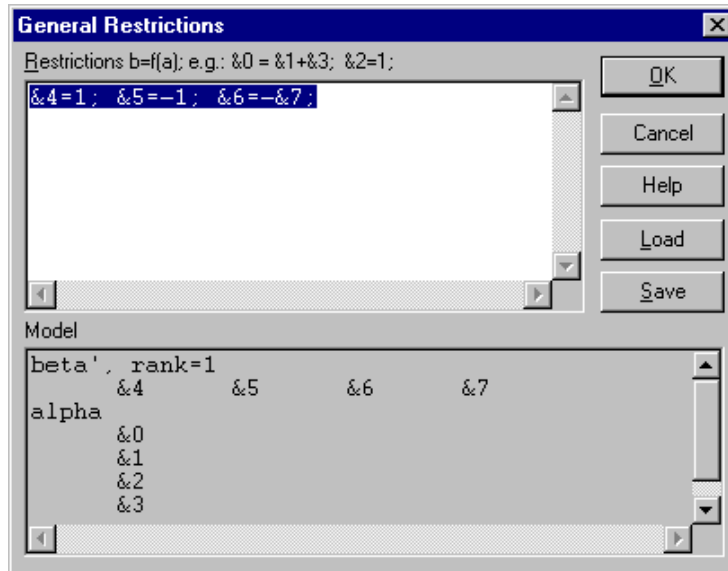 General Restrictions
Restrictions b=f(a); e.g.: &0 = &1+&3; &2=1;
&4=1; &5=-1; &6=-&7;
OK
Cancel
Help
Load
Save
Model
beta', rank=1
&4 &5 &6 &7
alpha
&0
&1
&2
&3